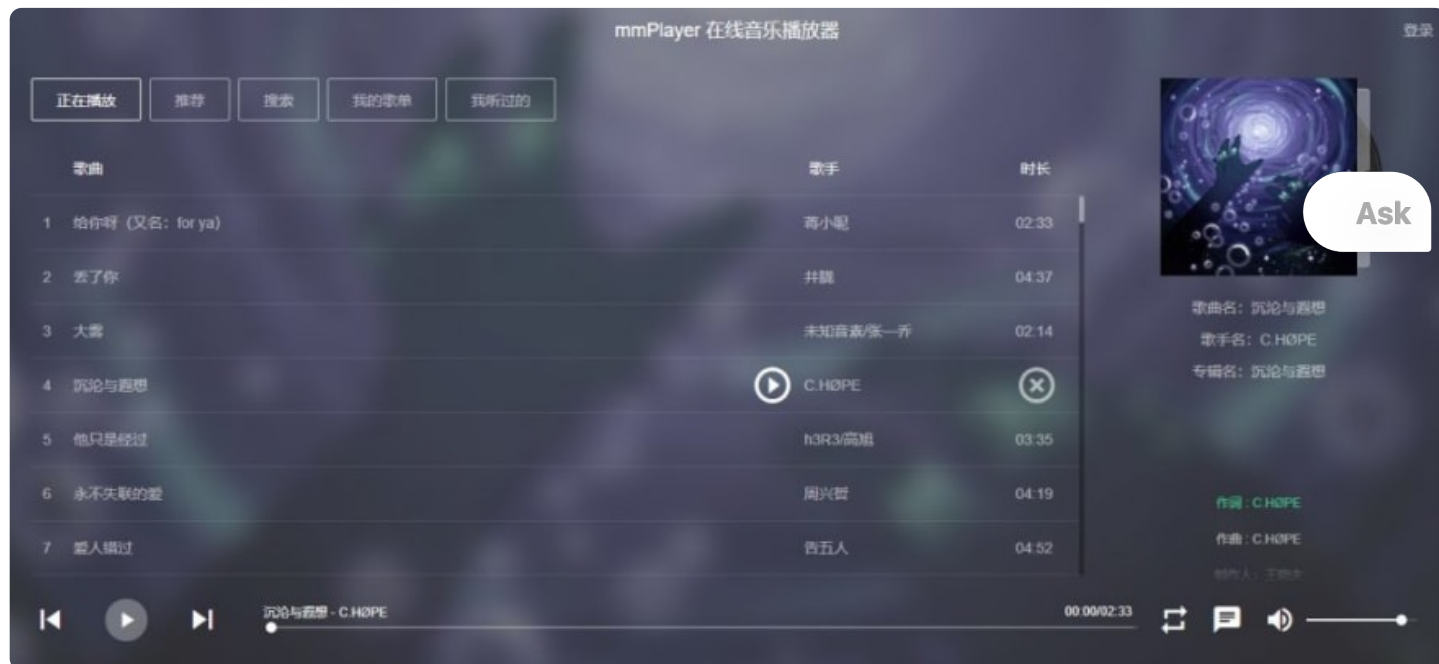 mmPlayer 在线音乐播放器
登录
正在播放 推荐 搜索 我的歌单 我听过的
歌曲 歌手 时长
1 给你呀（又名：for ya） 蒋小呢 02:33
2 丢了你 井胧 04:37
3 大雾 未知音素/张一乔 02:14
4 沉沦与遐想 C.HØPE
5 他只是经过 h3R3/高旭 03:35
6 永不失联的爱 周兴哲 04:19
7 爱人错过 告五人 04:52
Ask
歌曲名：沉沦与遐想
歌手名：C.HØPE
专辑名：沉沦与遐想
作词 : C.HØPE
作曲 : C.HØPE
制作人 :
沉沦与遐想 - C.HØPE 00:00/02:33